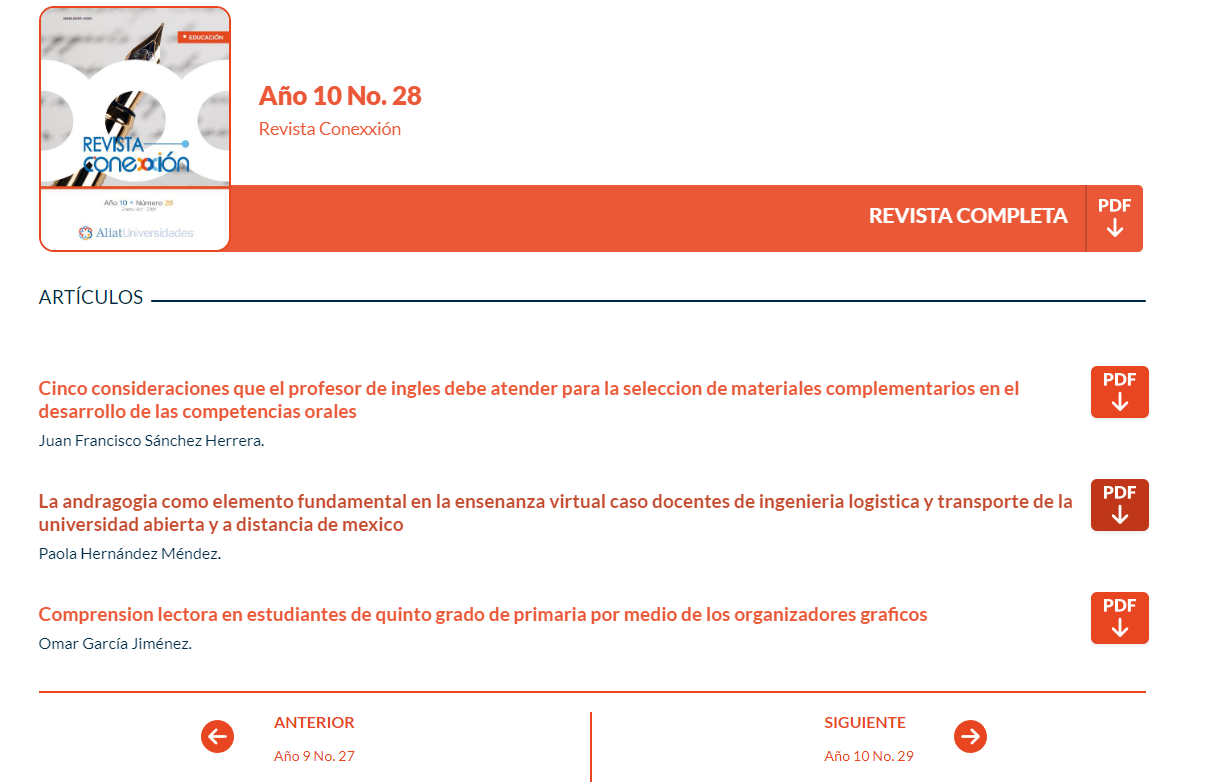 EDUCACIÓN
REVISTA
conexxión
Año 10 • Número 28
AliatUniversidades
Año 10 No. 28
Revista Conexxión
REVISTA COMPLETA
PDF
ARTÍCULOS
Cinco consideraciones que el profesor de ingles debe atender para la seleccion de materiales complementarios en el
desarrollo de las competencias orales
PDF
Juan Francisco Sánchez Herrera.
La andragogia como elemento fundamental en la ensenanza virtual caso docentes de ingenieria logistica y transporte de la
universidad abierta y a distancia de mexico
PDF
Paola Hernández Méndez.
Comprension lectora en estudiantes de quinto grado de primaria por medio de los organizadores graficos
PDF
Omar García Jiménez.
ANTERIOR
Año 9 No. 27
SIGUIENTE
Año 10 No. 29